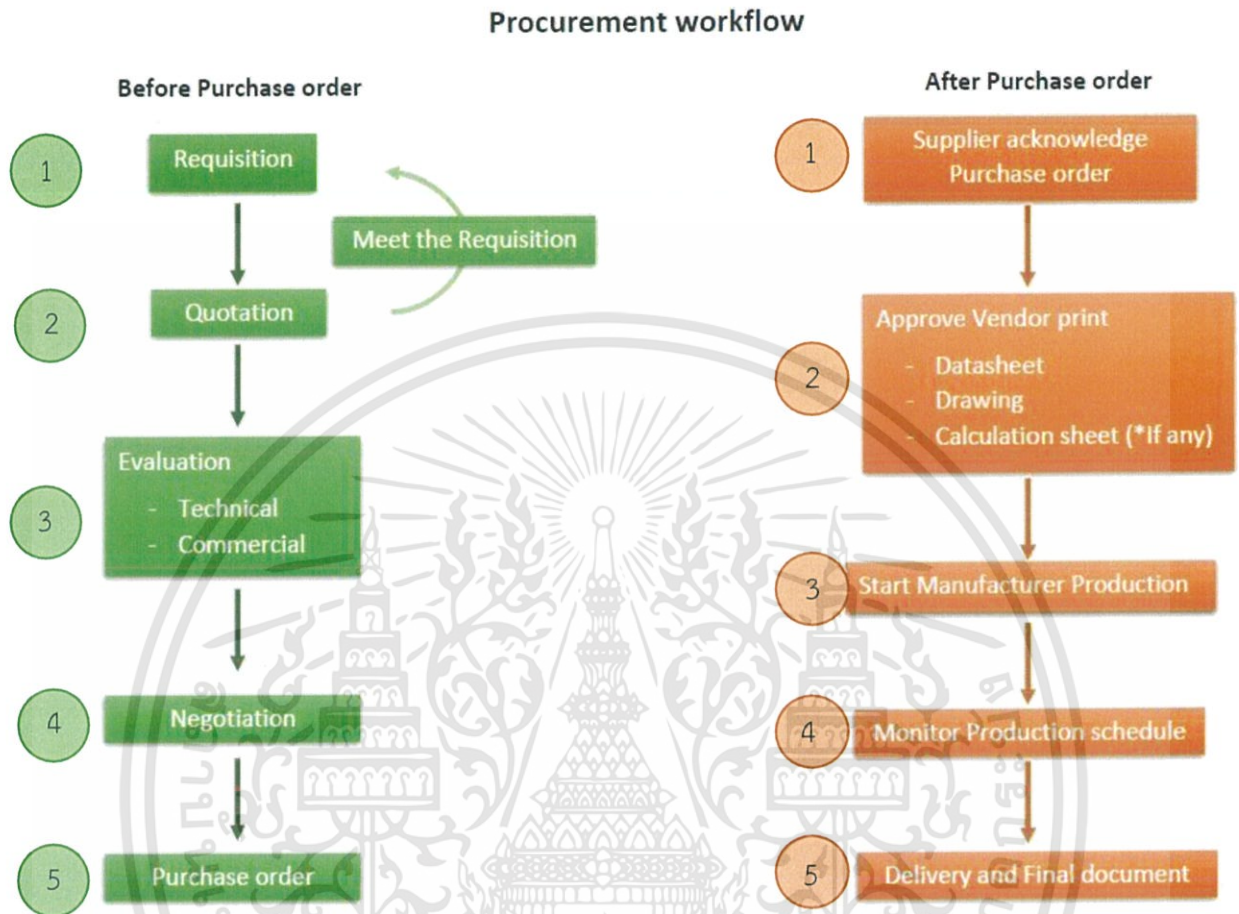 Procurement workflow
Before Purchase order
1
Requisition
Meet the Requisition
2
Quotation
3
Evaluation
- Technical
- Commercial
4
Negotiation
5
Purchase order
After Purchase order
1
Supplier acknowledge
Purchase order
2
Approve Vendor print
- Datasheet
- Drawing
- Calculation sheet (*If any)
3
Start Manufacturer Production
4
Monitor Production schedule
5
Delivery and Final document